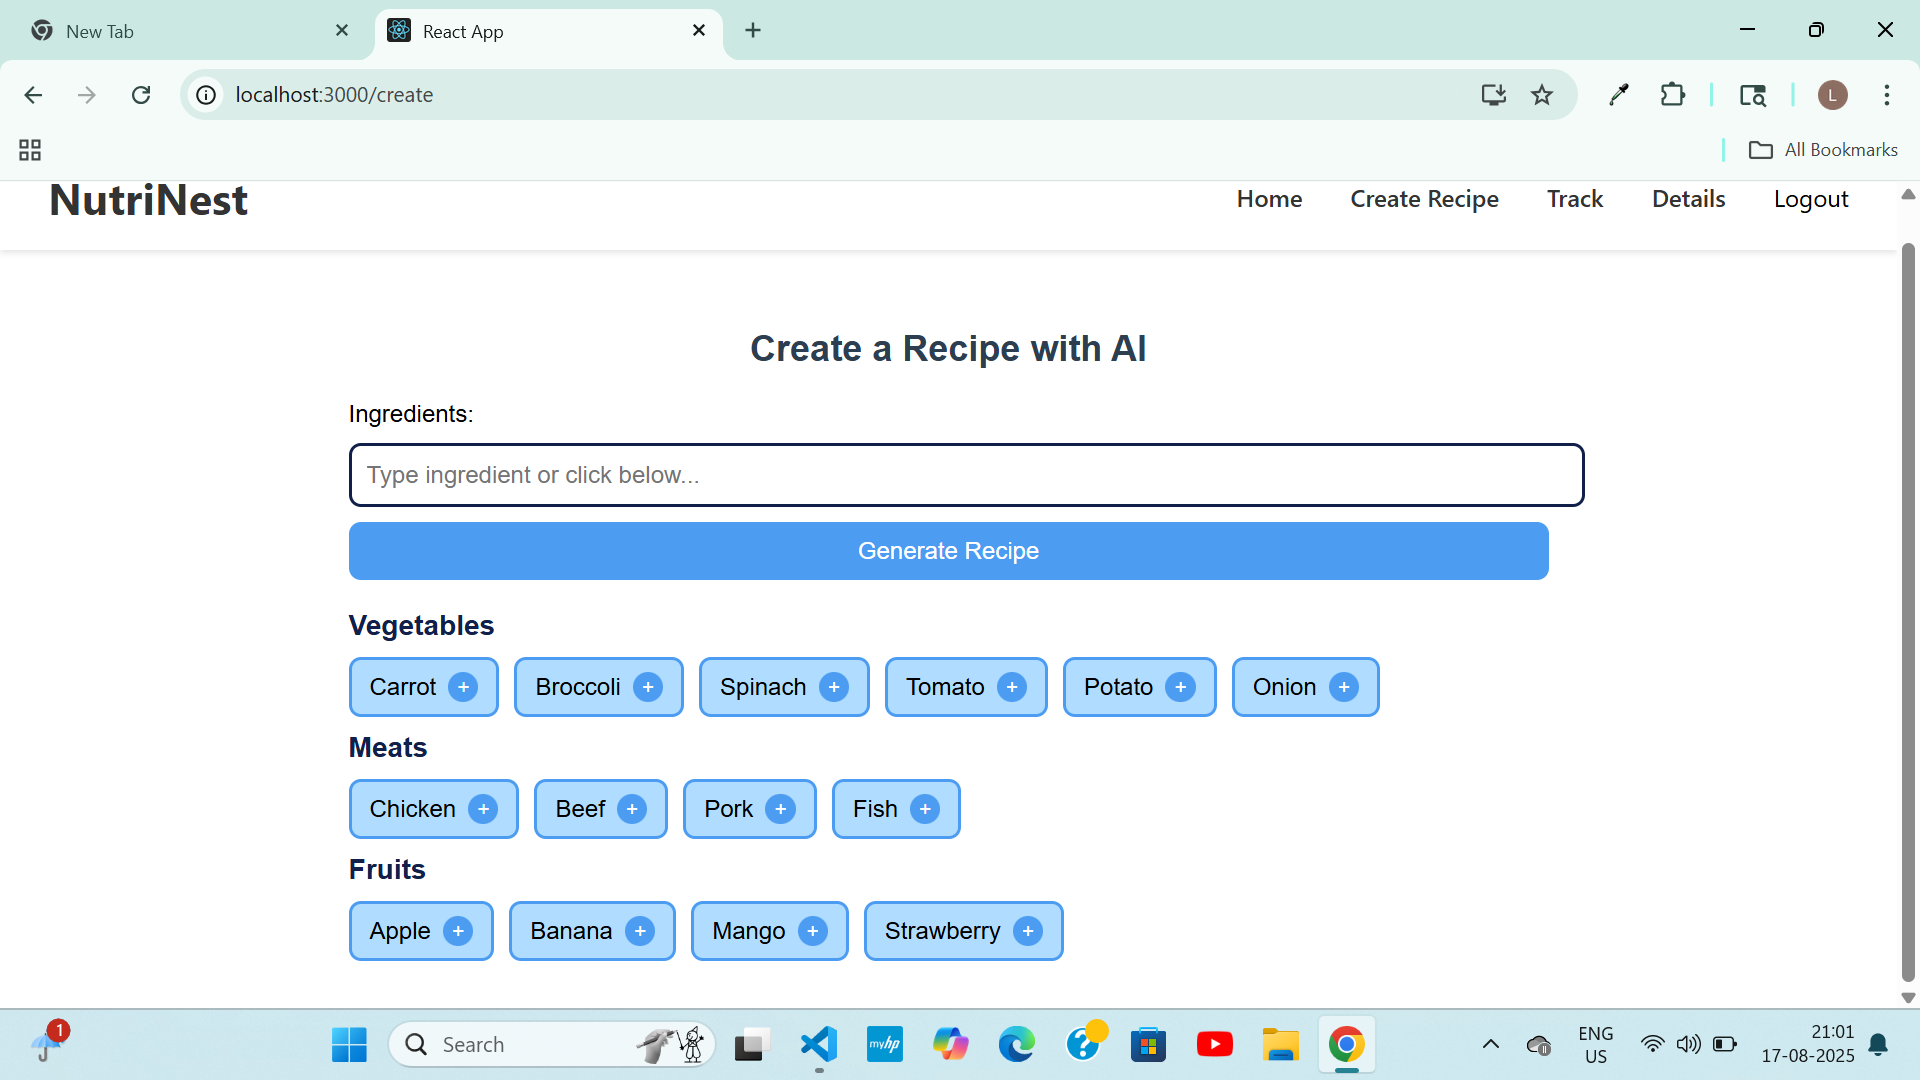 New Tab
React App
localhost:3000/create
L
All Bookmarks
NutriNest
Home Create Recipe Track Details Logout
Create a Recipe with AI
Ingredients:
Type ingredient or click below...
Generate Recipe
Vegetables
Carrot + Broccoli + Spinach + Tomato + Potato + Onion +
Meats
Chicken + Beef + Pork + Fish +
Fruits
Apple + Banana + Mango + Strawberry +
1
Search
myhp
?
ENG
US
21:01
17-08-2025